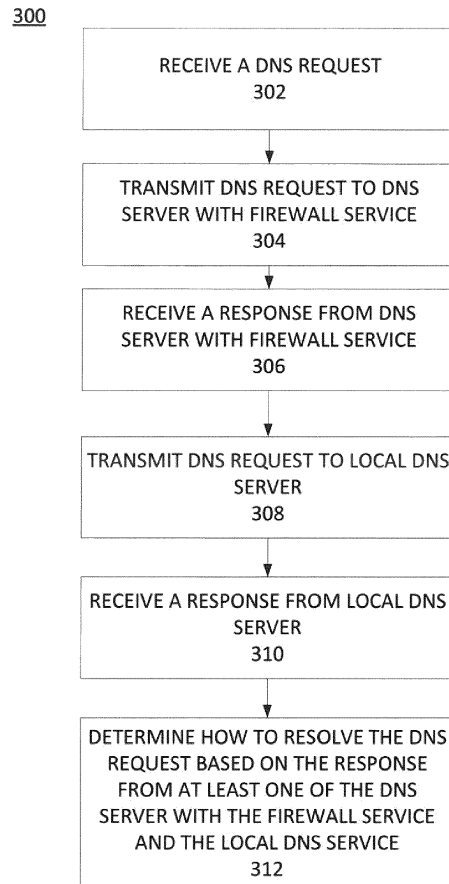 300
RECEIVE A DNS REQUEST
302
TRANSMIT DNS REQUEST TO DNS
SERVER WITH FIREWALL SERVICE
304
RECEIVE A RESPONSE FROM DNS
SERVER WITH FIREWALL SERVICE
306
TRANSMIT DNS REQUEST TO LOCAL DNS
SERVER
308
RECEIVE A RESPONSE FROM LOCAL DNS
SERVER
310
DETERMINE HOW TO RESOLVE THE DNS
REQUEST BASED ON THE RESPONSE
FROM AT LEAST ONE OF THE DNS
SERVER WITH THE FIREWALL SERVICE
AND THE LOCAL DNS SERVICE
312